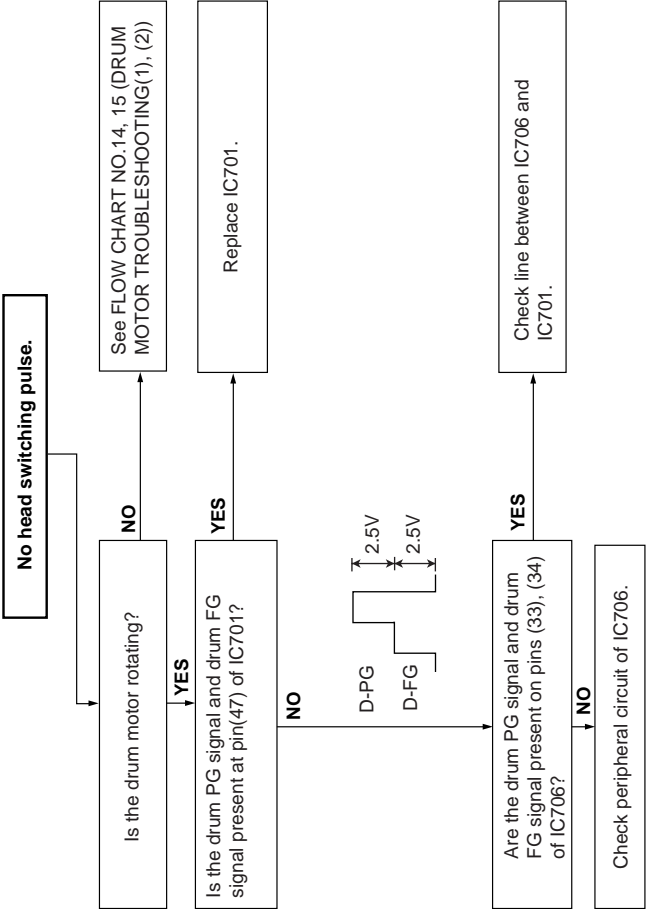 No head switching pulse.
Is the drum motor rotating?
NO
See FLOW CHART NO.14, 15 (DRUM
MOTOR TROUBLESHOOTING(1), (2))
YES
Is the drum PG signal and drum FG
signal present at pin(47) of IC701?
YES
Replace IC701.
NO
D-PG
D-FG
2.5V
2.5V
Are the drum PG signal and drum
FG signal present on pins (33), (34)
of IC706?
YES
Check line between IC706 and
IC701.
NO
Check peripheral circuit of IC706.